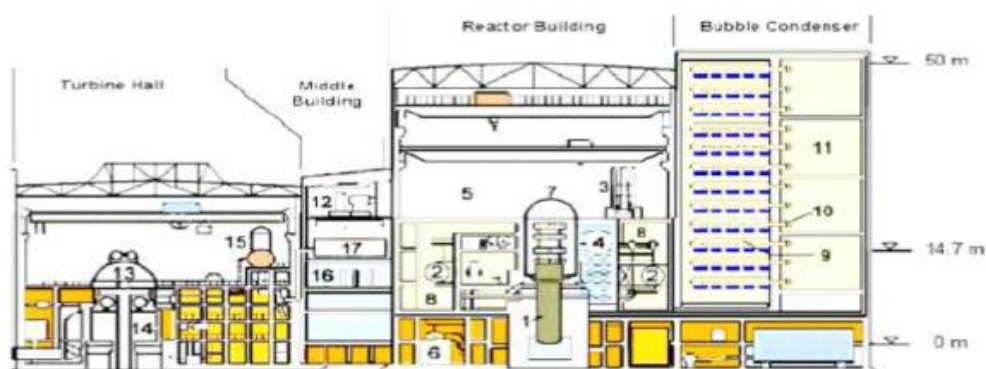 Reactor Building
Bubble Condenser
Turbine Hall
Middle
Building
50 m
11
12
5
7
3
10
15
17
4
8
14.7 m
9
13
16
2
2
8
14
1
6
0 m